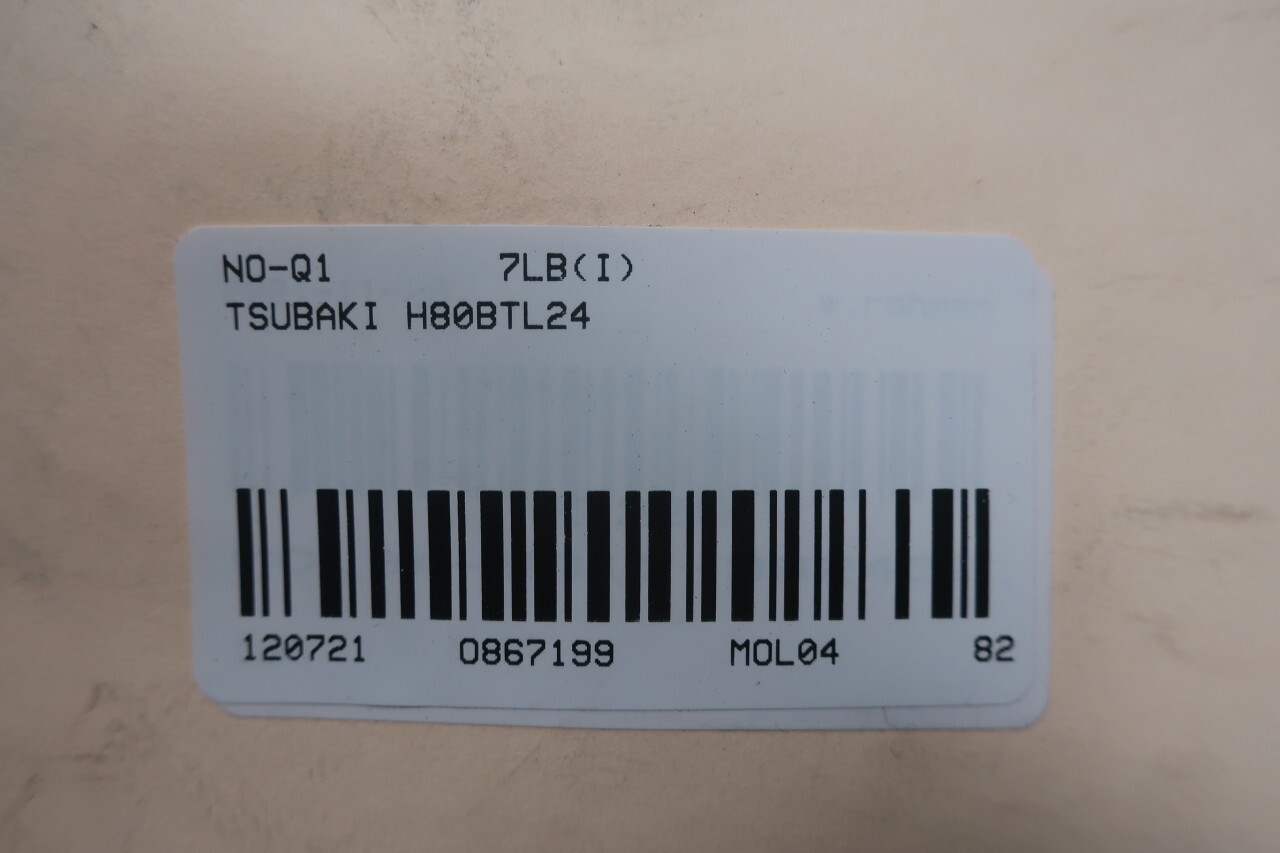 NO-Q1 7LB(I)
TSUBAKI H80BTL24
120721 0867199 MOL04 82